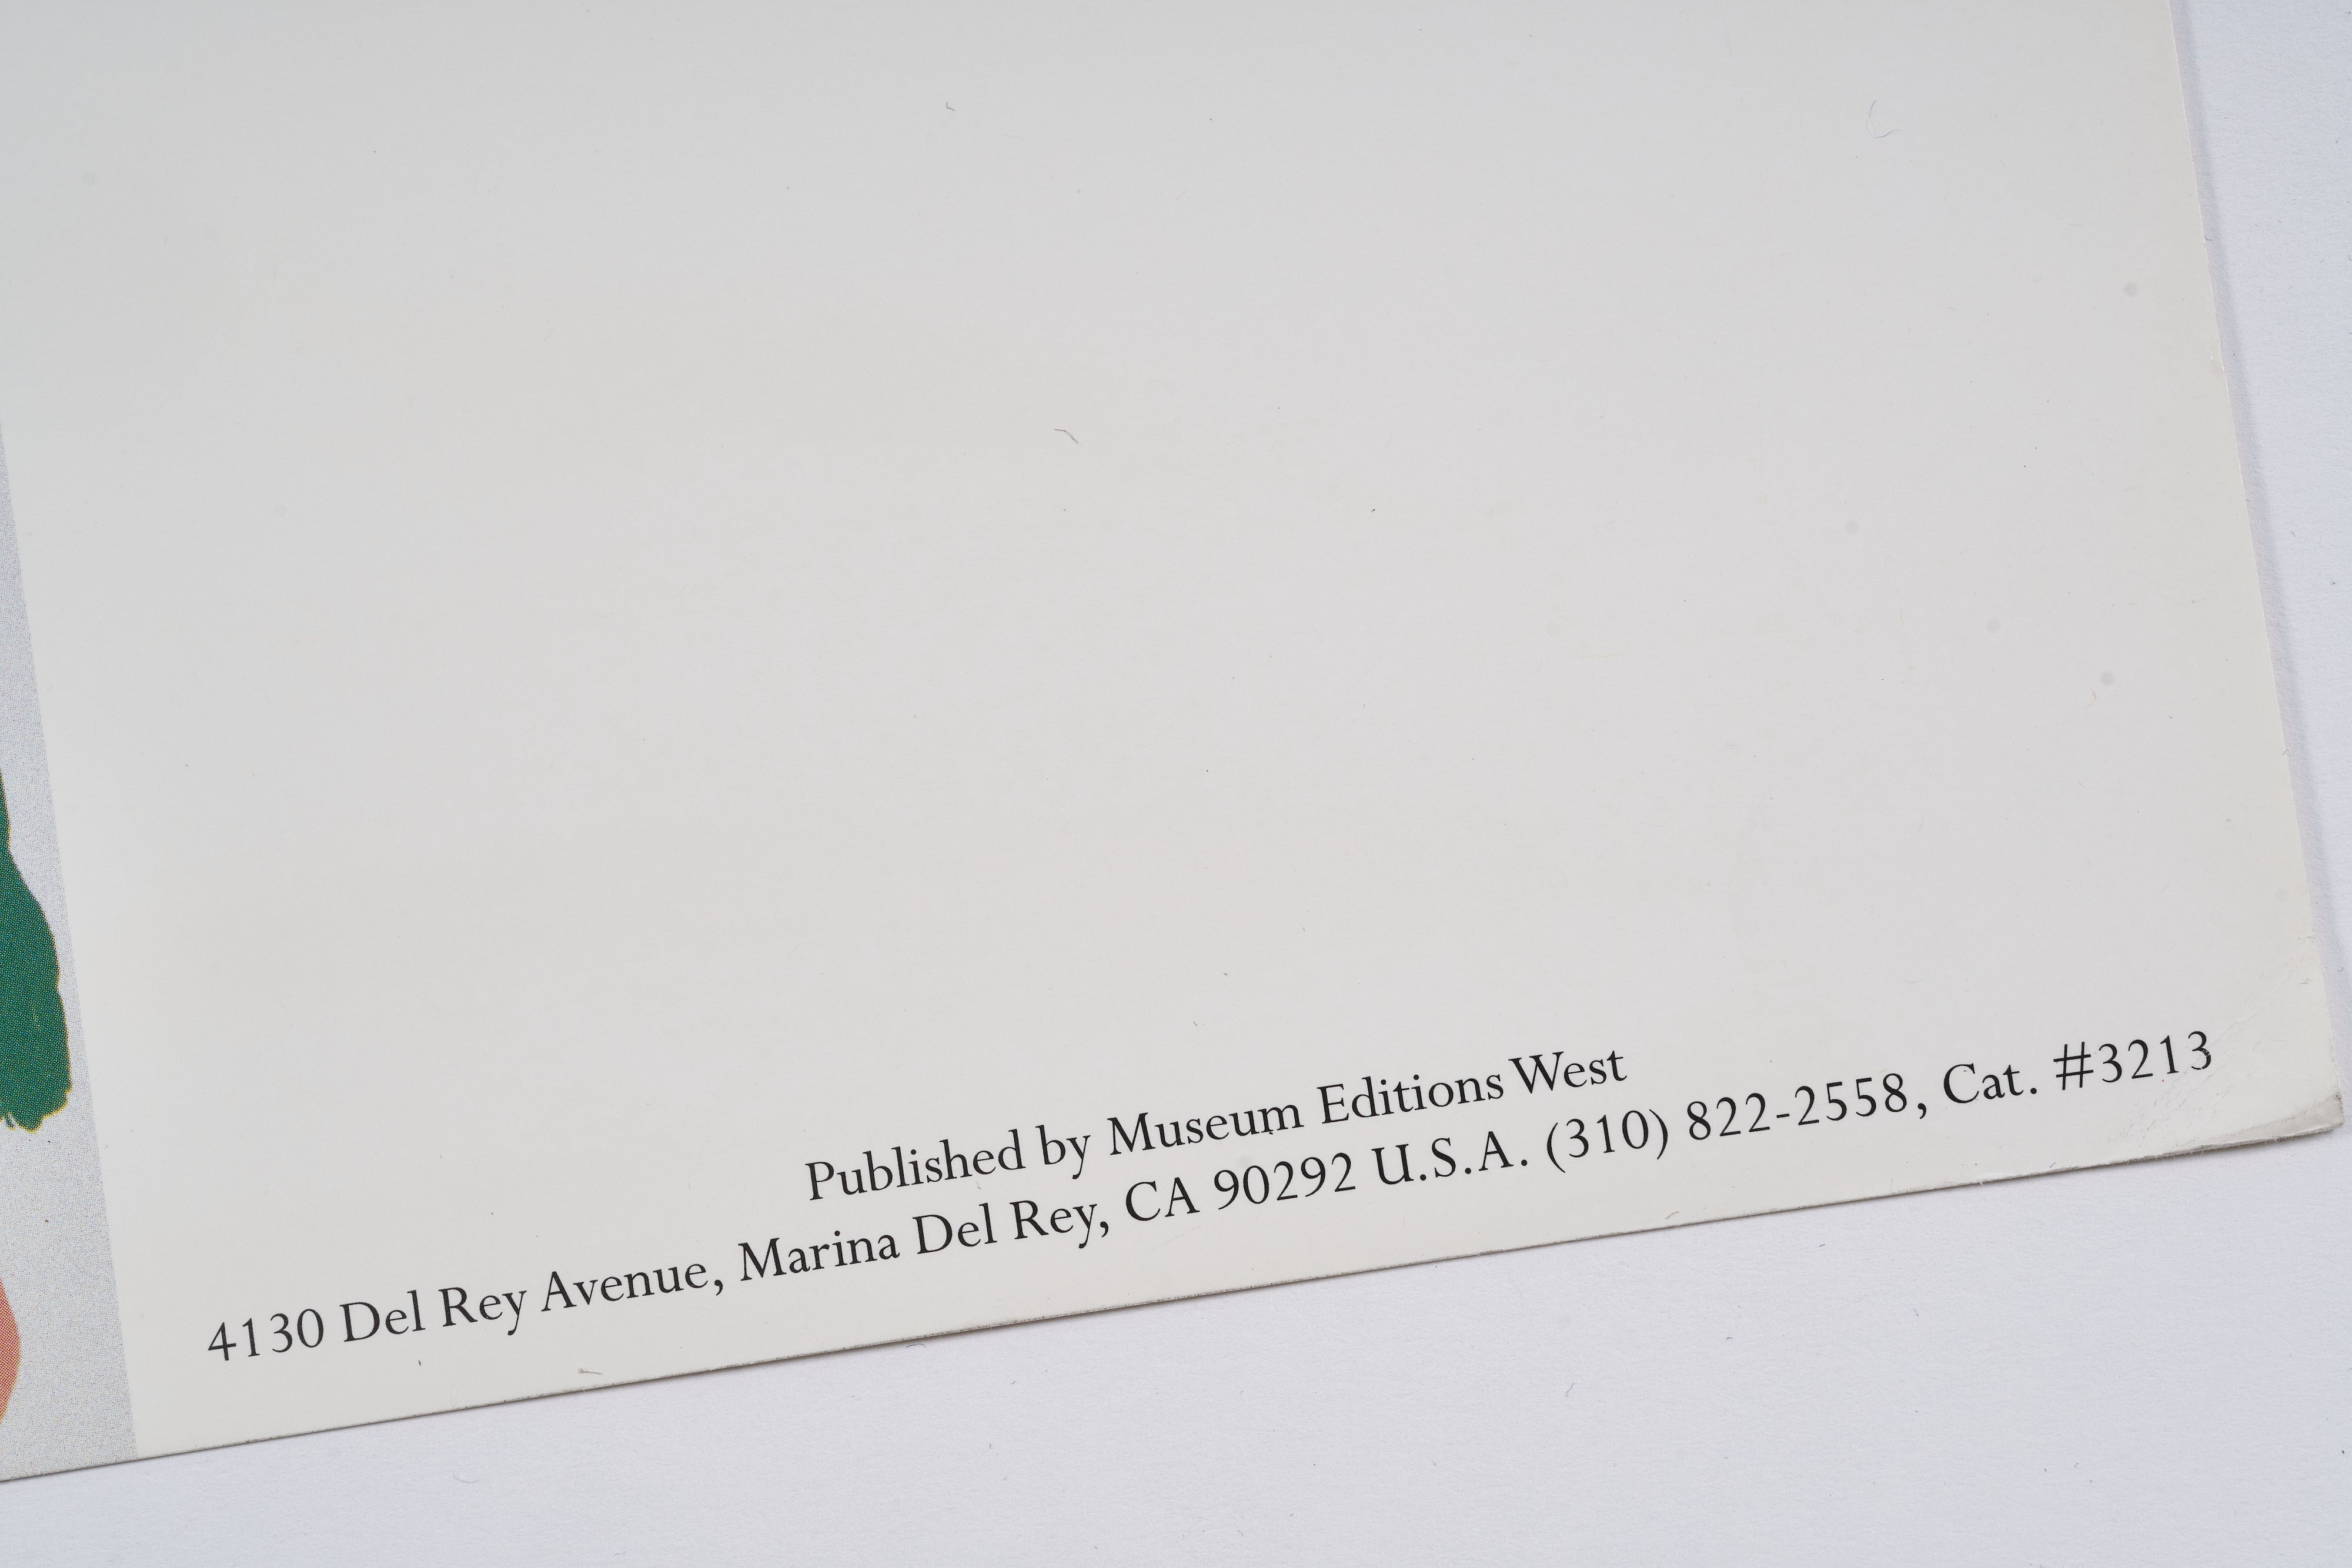 Published by Museum Editions West
4130 Del Rey Avenue, Marina Del Rey, CA 90292 U.S.A. (310) 822-2558, Cat. #3213